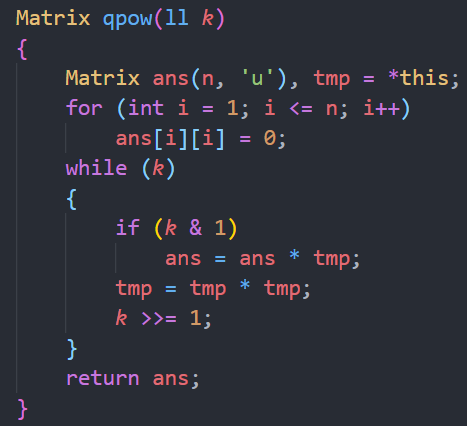 Matrix qpow(ll k)
{
    Matrix ans(n, 'u'), tmp = *this;
    for (int i = 1; i <= n; i++)
        ans[i][i] = 0;
    while (k)
    {
        if (k & 1)
            ans = ans * tmp;
        tmp = tmp * tmp;
        k >>= 1;
    }
    return ans;
}